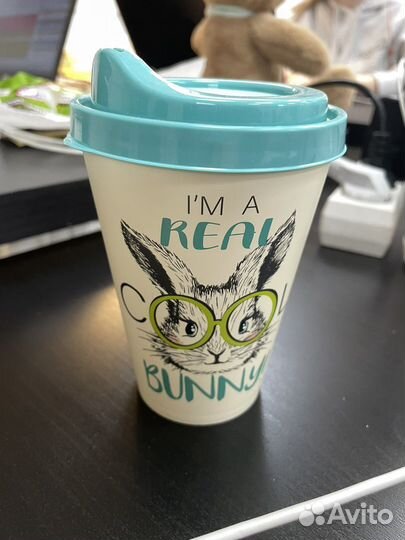 I'M A
REAL
COOL
BUNNY!
Avito